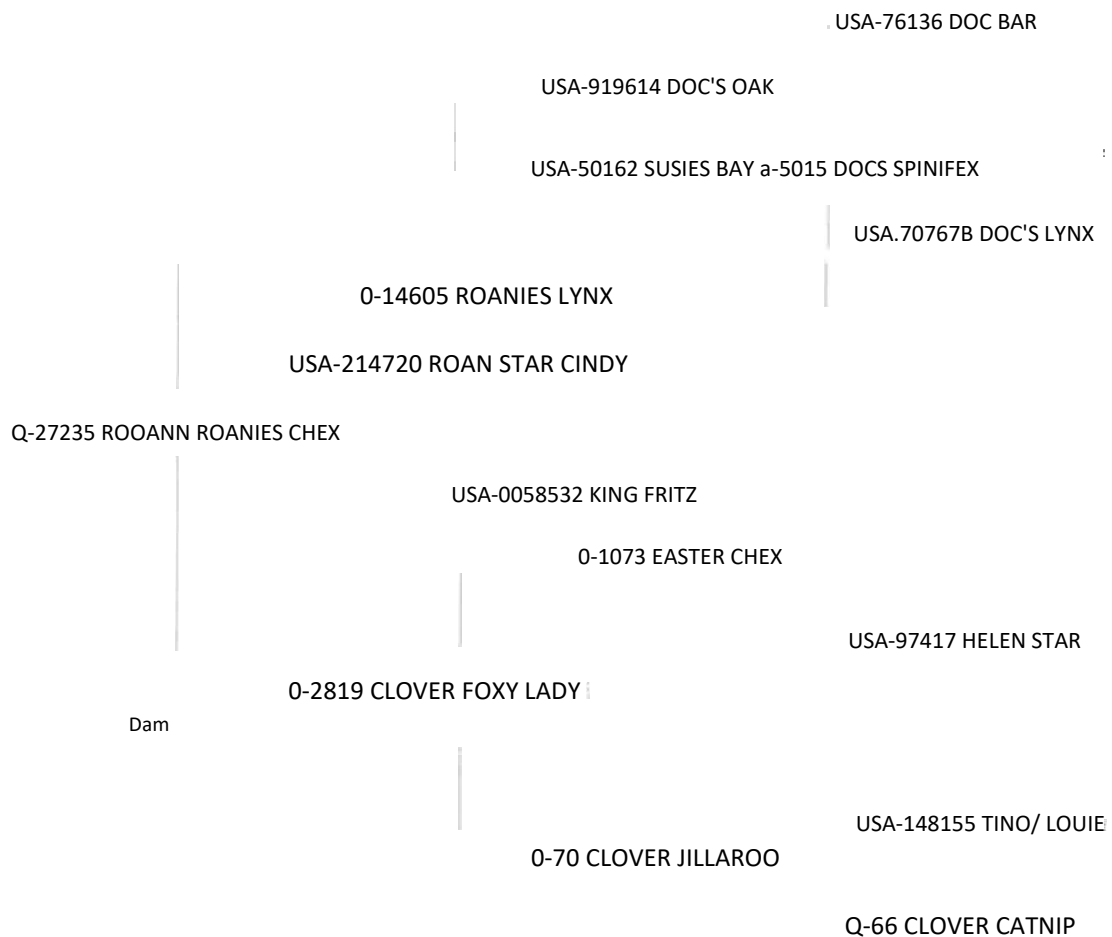 USA-76136 DOC BAR
USA-919614 DOC'S OAK
USA-50162 SUSIES BAY a-5015 DOCS SPINIFEX
USA.70767B DOC'S LYNX
0-14605 ROANIES LYNX
USA-214720 ROAN STAR CINDY
Q-27235 ROOANN ROANIES CHEX
USA-0058532 KING FRITZ
0-1073 EASTER CHEX
USA-97417 HELEN STAR
0-2819 CLOVER FOXY LADY
Dam
USA-148155 TINO/ LOUIE
0-70 CLOVER JILLAROO
Q-66 CLOVER CATNIP